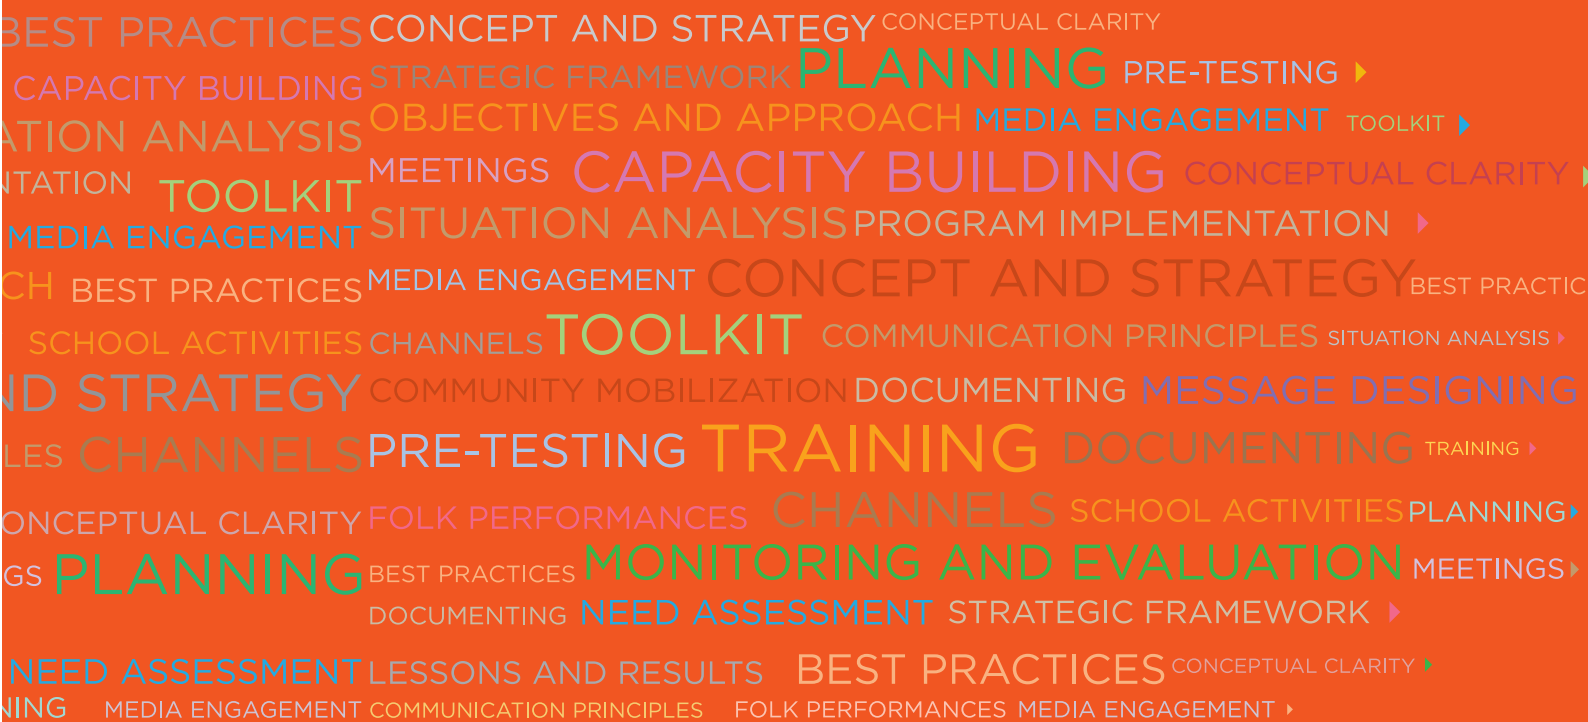 BEST PRACTICES CONCEPT AND STRATEGY CONCEPTUAL CLARITY
CAPACITY BUILDING STRATEGIC FRAMEWORK PLANNING PRE-TESTING
ATION ANALYSIS OBJECTIVES AND APPROACH MEDIA ENGAGEMENT TOOLKIT
NTATION TOOLKIT MEETINGS CAPACITY BUILDING CONCEPTUAL CLARITY
MEDIA ENGAGEMENT SITUATION ANALYSIS PROGRAM IMPLEMENTATION
CH BEST PRACTICES MEDIA ENGAGEMENT CONCEPT AND STRATEGY BEST PRACTIC
SCHOOL ACTIVITIES CHANNELS TOOLKIT COMMUNICATION PRINCIPLES SITUATION ANALYSIS
ND STRATEGY COMMUNITY MOBILIZATION DOCUMENTING MESSAGE DESIGNING
LES CHANNELS PRE-TESTING TRAINING DOCUMENTING TRAINING
ONCEPTUAL CLARITY FOLK PERFORMANCES CHANNELS SCHOOL ACTIVITIES PLANNING
GS PLANNING BEST PRACTICES MONITORING AND EVALUATION MEETINGS
DOCUMENTING NEED ASSESSMENT STRATEGIC FRAMEWORK
NEED ASSESSMENT LESSONS AND RESULTS BEST PRACTICES CONCEPTUAL CLARITY
NING MEDIA ENGAGEMENT COMMUNICATION PRINCIPLES FOLK PERFORMANCES MEDIA ENGAGEMENT